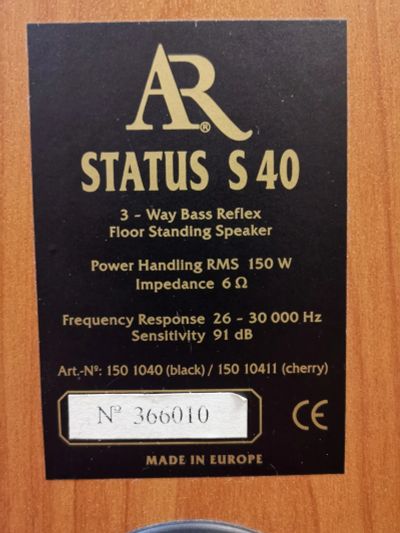 AR®
STATUS S 40
3 - Way Bass Reflex
Floor Standing Speaker
Power Handling RMS 150 W
Impedance 6 Ω
Frequency Response 26 - 30 000 Hz
Sensitivity 91 dB
Art.-Nº: 150 1040 (black) / 150 10411 (cherry)
Nº 366010
CE
MADE IN EUROPE